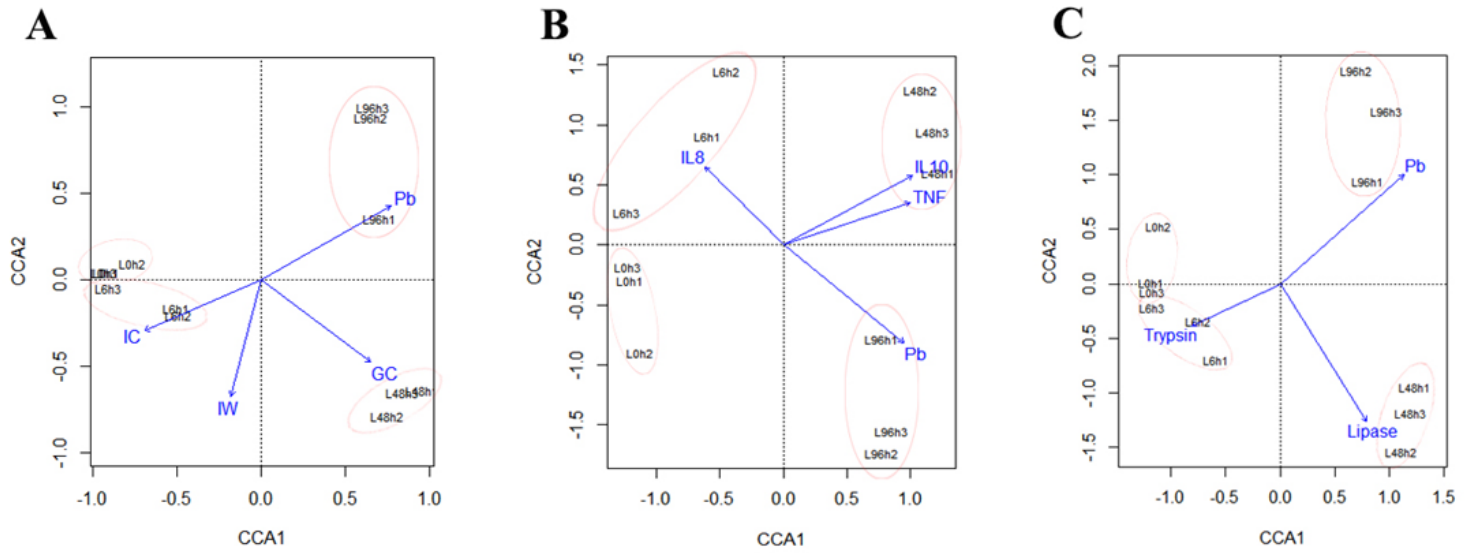 A
CCA2
1.0
0.5
0.0
-0.5
-1.0
L96h3
L96h2
Pb
L96h1
L0h2
L0h3
L6h3
L6h1
L6h2
IC
GC
IW
L48h3
L48h2
-1.0 -0.5 0.0 0.5 1.0
CCA1
B
CCA2
1.5
1.0
0.5
0.0
-0.5
-1.0
-1.5
L6h2
L48h2
L6h1
L48h3
IL8
IL10
L48h1
TNF
L6h3
L0h3
L0h1
L0h2
L96h1
Pb
L96h3
L96h2
-1.0 -0.5 0.0 0.5 1.0
CCA1
C
CCA2
2.0
1.5
1.0
0.5
0.0
-0.5
-1.0
-1.5
L96h2
L96h3
Pb
L96h1
L0h2
L0h1
L0h3
L6h3
L6h2
Trypsin
L6h1
L48h1
L48h3
Lipase
L48h2
-1.0 -0.5 0.0 0.5 1.0 1.5
CCA1